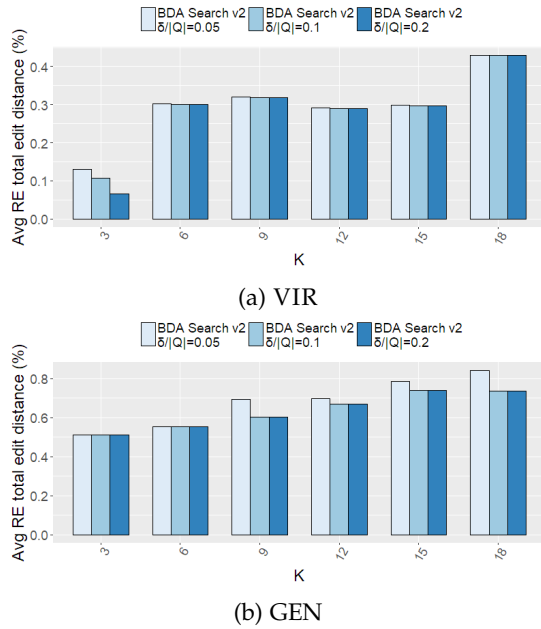 BDA Search v2 BDA Search v2 BDA Search v2
δ/|Q|=0.05 δ/|Q|=0.1 δ/|Q|=0.2
Avg RE total edit distance (%)
0.4
0.3
0.2
0.1
0.0
3 6 9 12 15 18
K
(a) VIR
BDA Search v2 BDA Search v2 BDA Search v2
δ/|Q|=0.05 δ/|Q|=0.1 δ/|Q|=0.2
Avg RE total edit distance (%)
0.8
0.6
0.4
0.2
0.0
3 6 9 12 15 18
K
(b) GEN